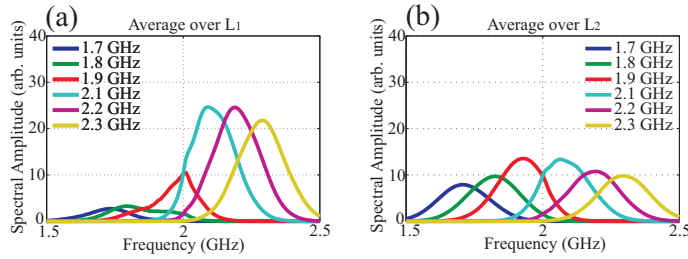 (a) Average over L1
Spectral Amplitude (arb. units)
40
30
20
10
0
1.7 GHz
1.8 GHz
1.9 GHz
2.1 GHz
2.2 GHz
2.3 GHz
1.5 2 2.5
Frequency (GHz)
(b) Average over L2
Spectral Amplitude (arb. units)
40
30
20
10
0
1.7 GHz
1.8 GHz
1.9 GHz
2.1 GHz
2.2 GHz
2.3 GHz
1.5 2 2.5
Frequency (GHz)